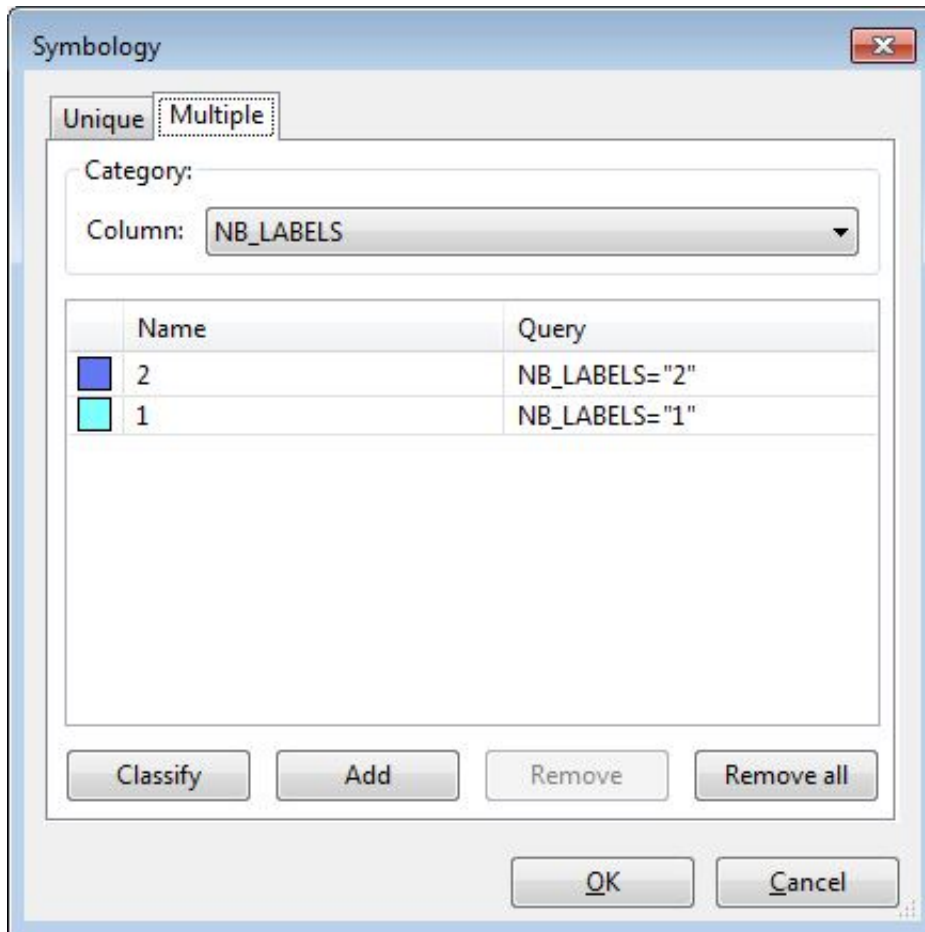 Symbology
Unique Multiple
Category:
Column: NB_LABELS
Name Query
2 NB_LABELS="2"
1 NB_LABELS="1"
Classify Add Remove Remove all
OK Cancel